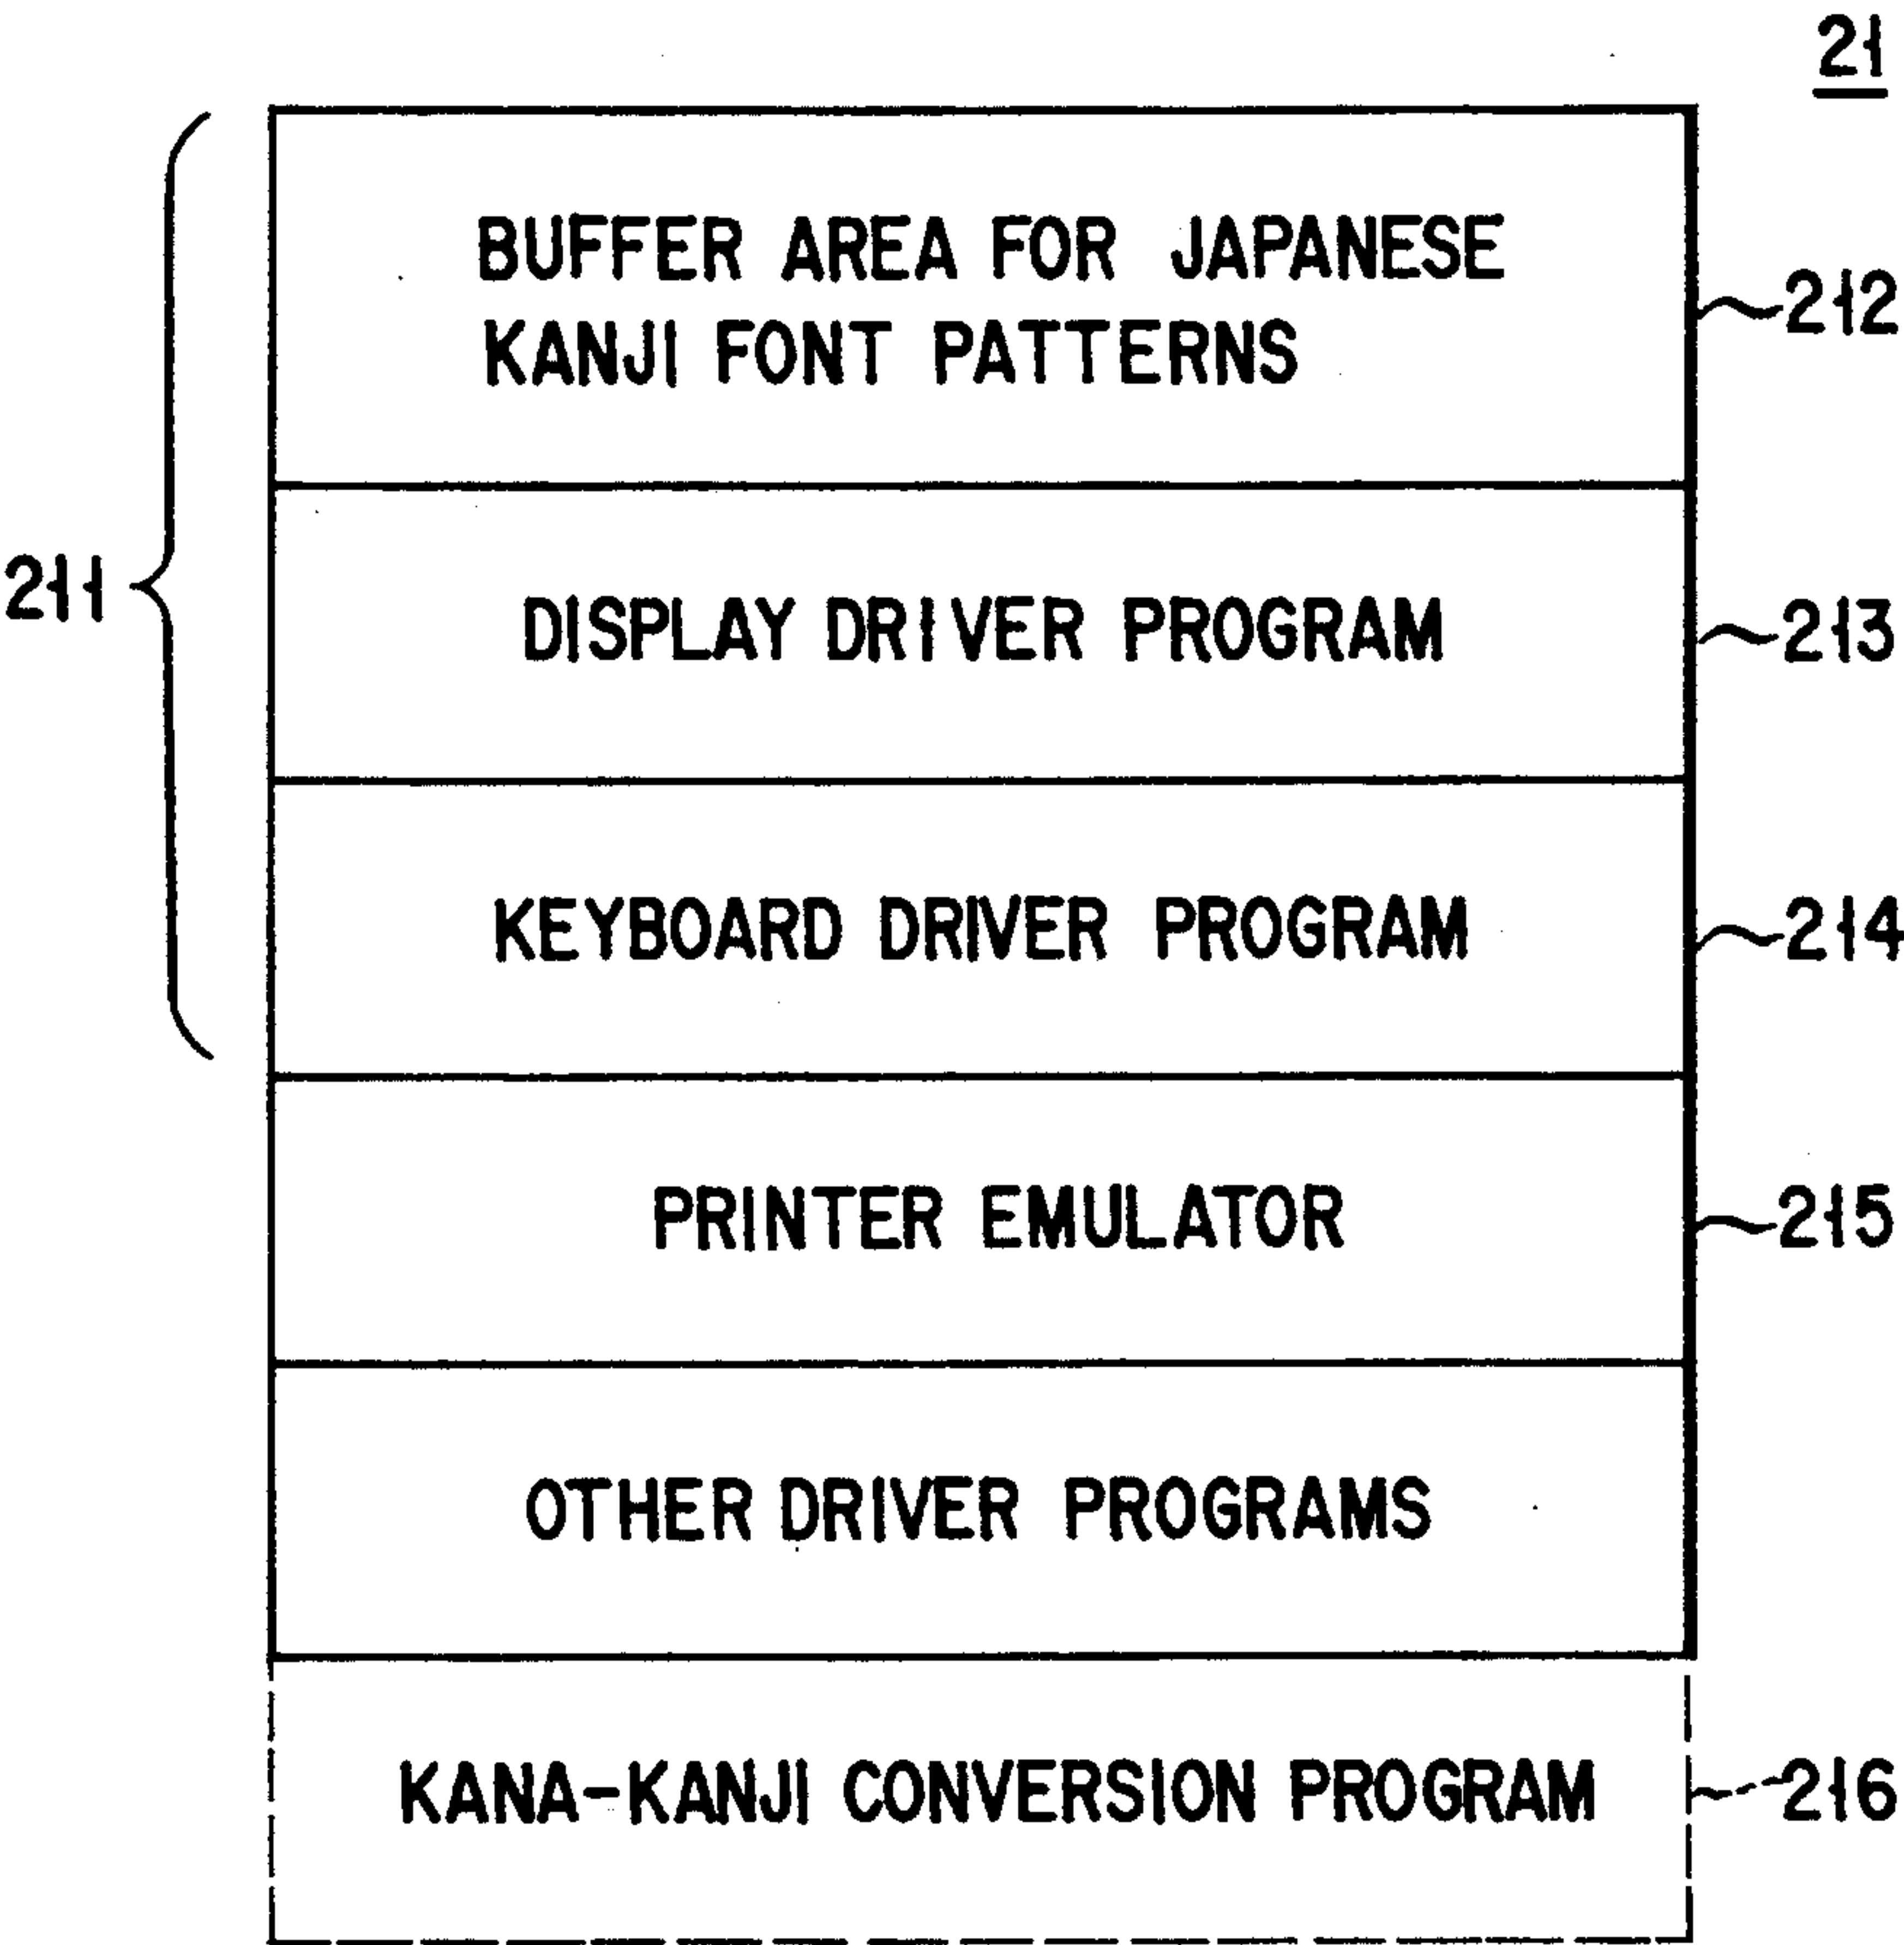 21
BUFFER AREA FOR JAPANESE
KANJI FONT PATTERNS
212
211
DISPLAY DRIVER PROGRAM
213
KEYBOARD DRIVER PROGRAM
214
PRINTER EMULATOR
215
OTHER DRIVER PROGRAMS
KANA-KANJI CONVERSION PROGRAM
216